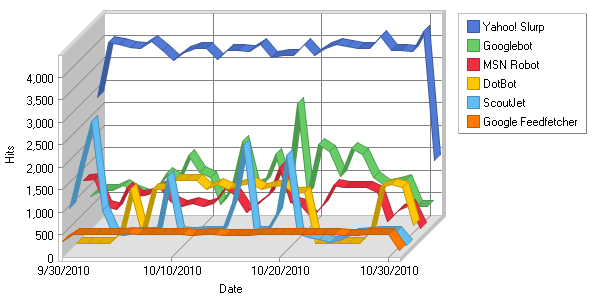 Yahoo! Slurp
Googlebot
MSN Robot
DotBot
ScoutJet
Google Feedfetcher
4,000
3,500
3,000
2,500
2,000
1,500
1,000
500
0
Hits
9/30/2010
10/10/2010
10/20/2010
10/30/2010
Date